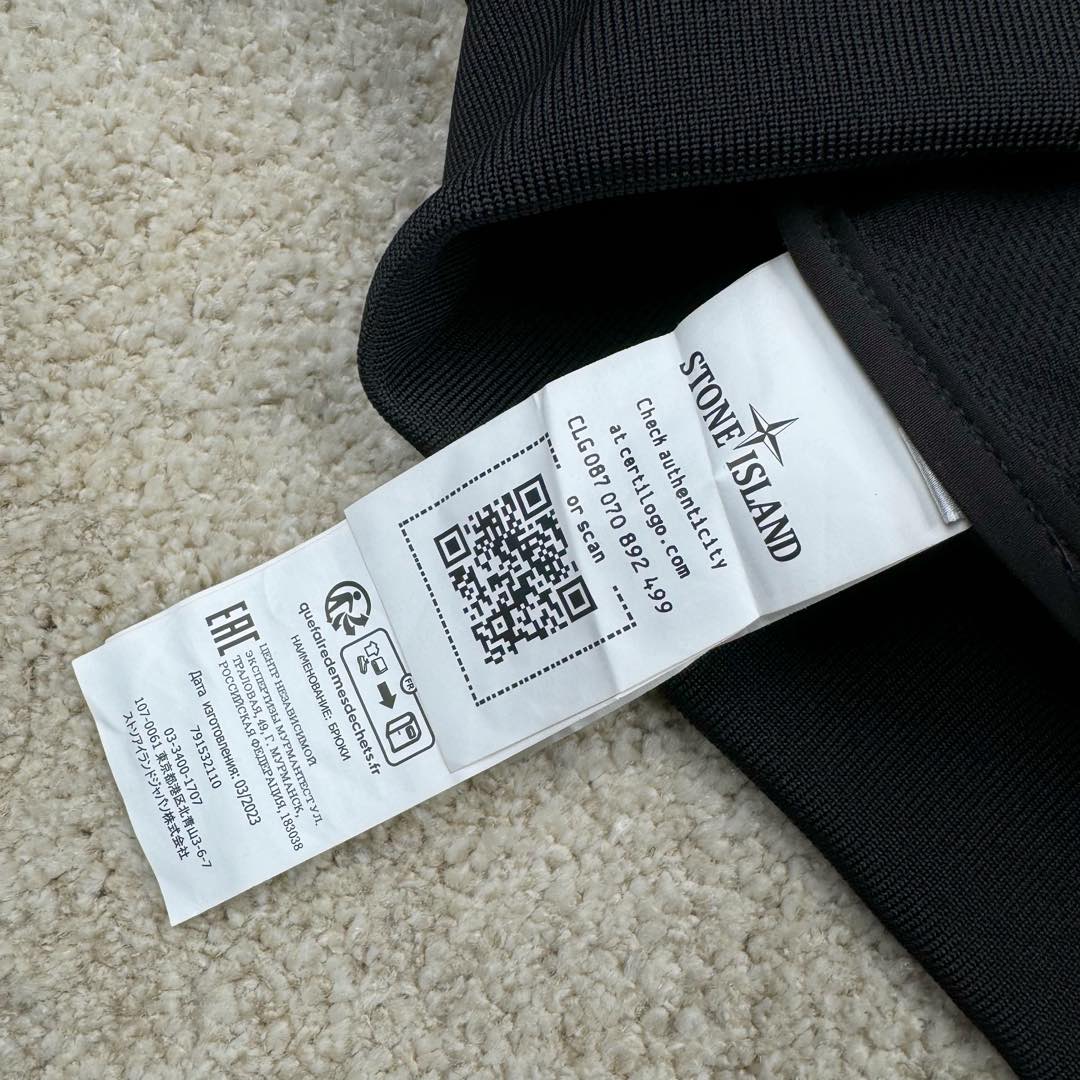 STONE ISLAND
Check authenticity
at certilogo.com
CLG 087 070 892 499
or scan
FR
quefairedemesdechets.fr
НАИМЕНОВАНИЕ: БРЮКИ
ЦЕНТР НЕЗАВИСИМОЙ
ЭКСПЕРТИЗЫ МУРМАНТЕСТ УЛ.
ТРАЛОВАЯ, 49, Г. МУРМАНСК,
РОССИЙСКАЯ ФЕДЕРАЦИЯ, 183038
EAC
Дата изготовления: 03/2023
791532110
03-3400-1707
107-0061 東京都港区北青山3-6-7
ストンアイランドジャパン株式会社